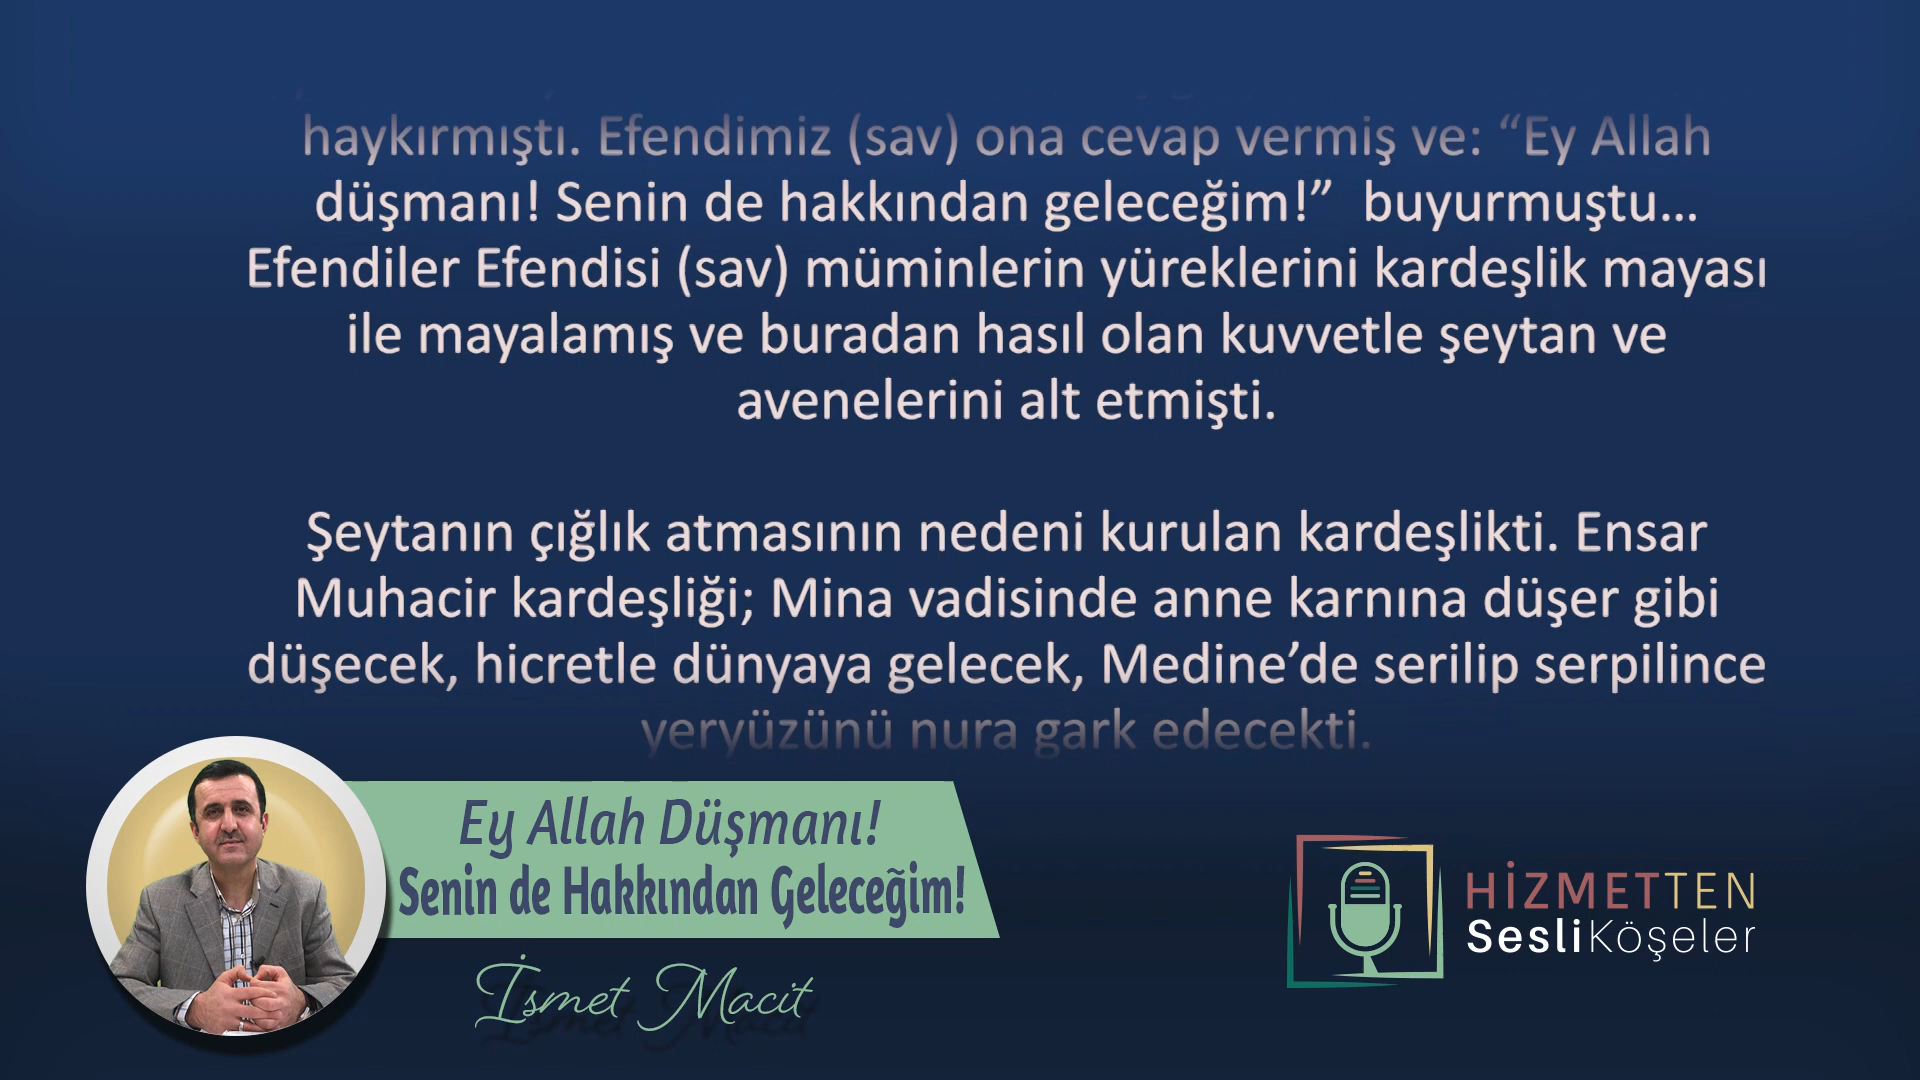 haykırmıştı. Efendimiz (sav) ona cevap vermiş ve: “Ey Allah
düşmanı! Senin de hakkından geleceğim!” buyurmuştu...
Efendiler Efendisi (sav) müminlerin yüreklerini kardeşlik mayası
ile mayalamış ve buradan hasıl olan kuvvetle şeytan ve
avenelerini alt etmişti.
Şeytanın çığlık atmasının nedeni kurulan kardeşlikti. Ensar
Muhacir kardeşliği; Mina vadisinde anne karnına düşer gibi
düşecek, hicretle dünyaya gelecek, Medine’de serilip serpilince
yeryüzünü nura gark edecekti.
Ey Allah Düşmanı!
Senin de Hakkından Geleceğim!
İsmet Macit
HİZMETTEN
SesliKöşeler